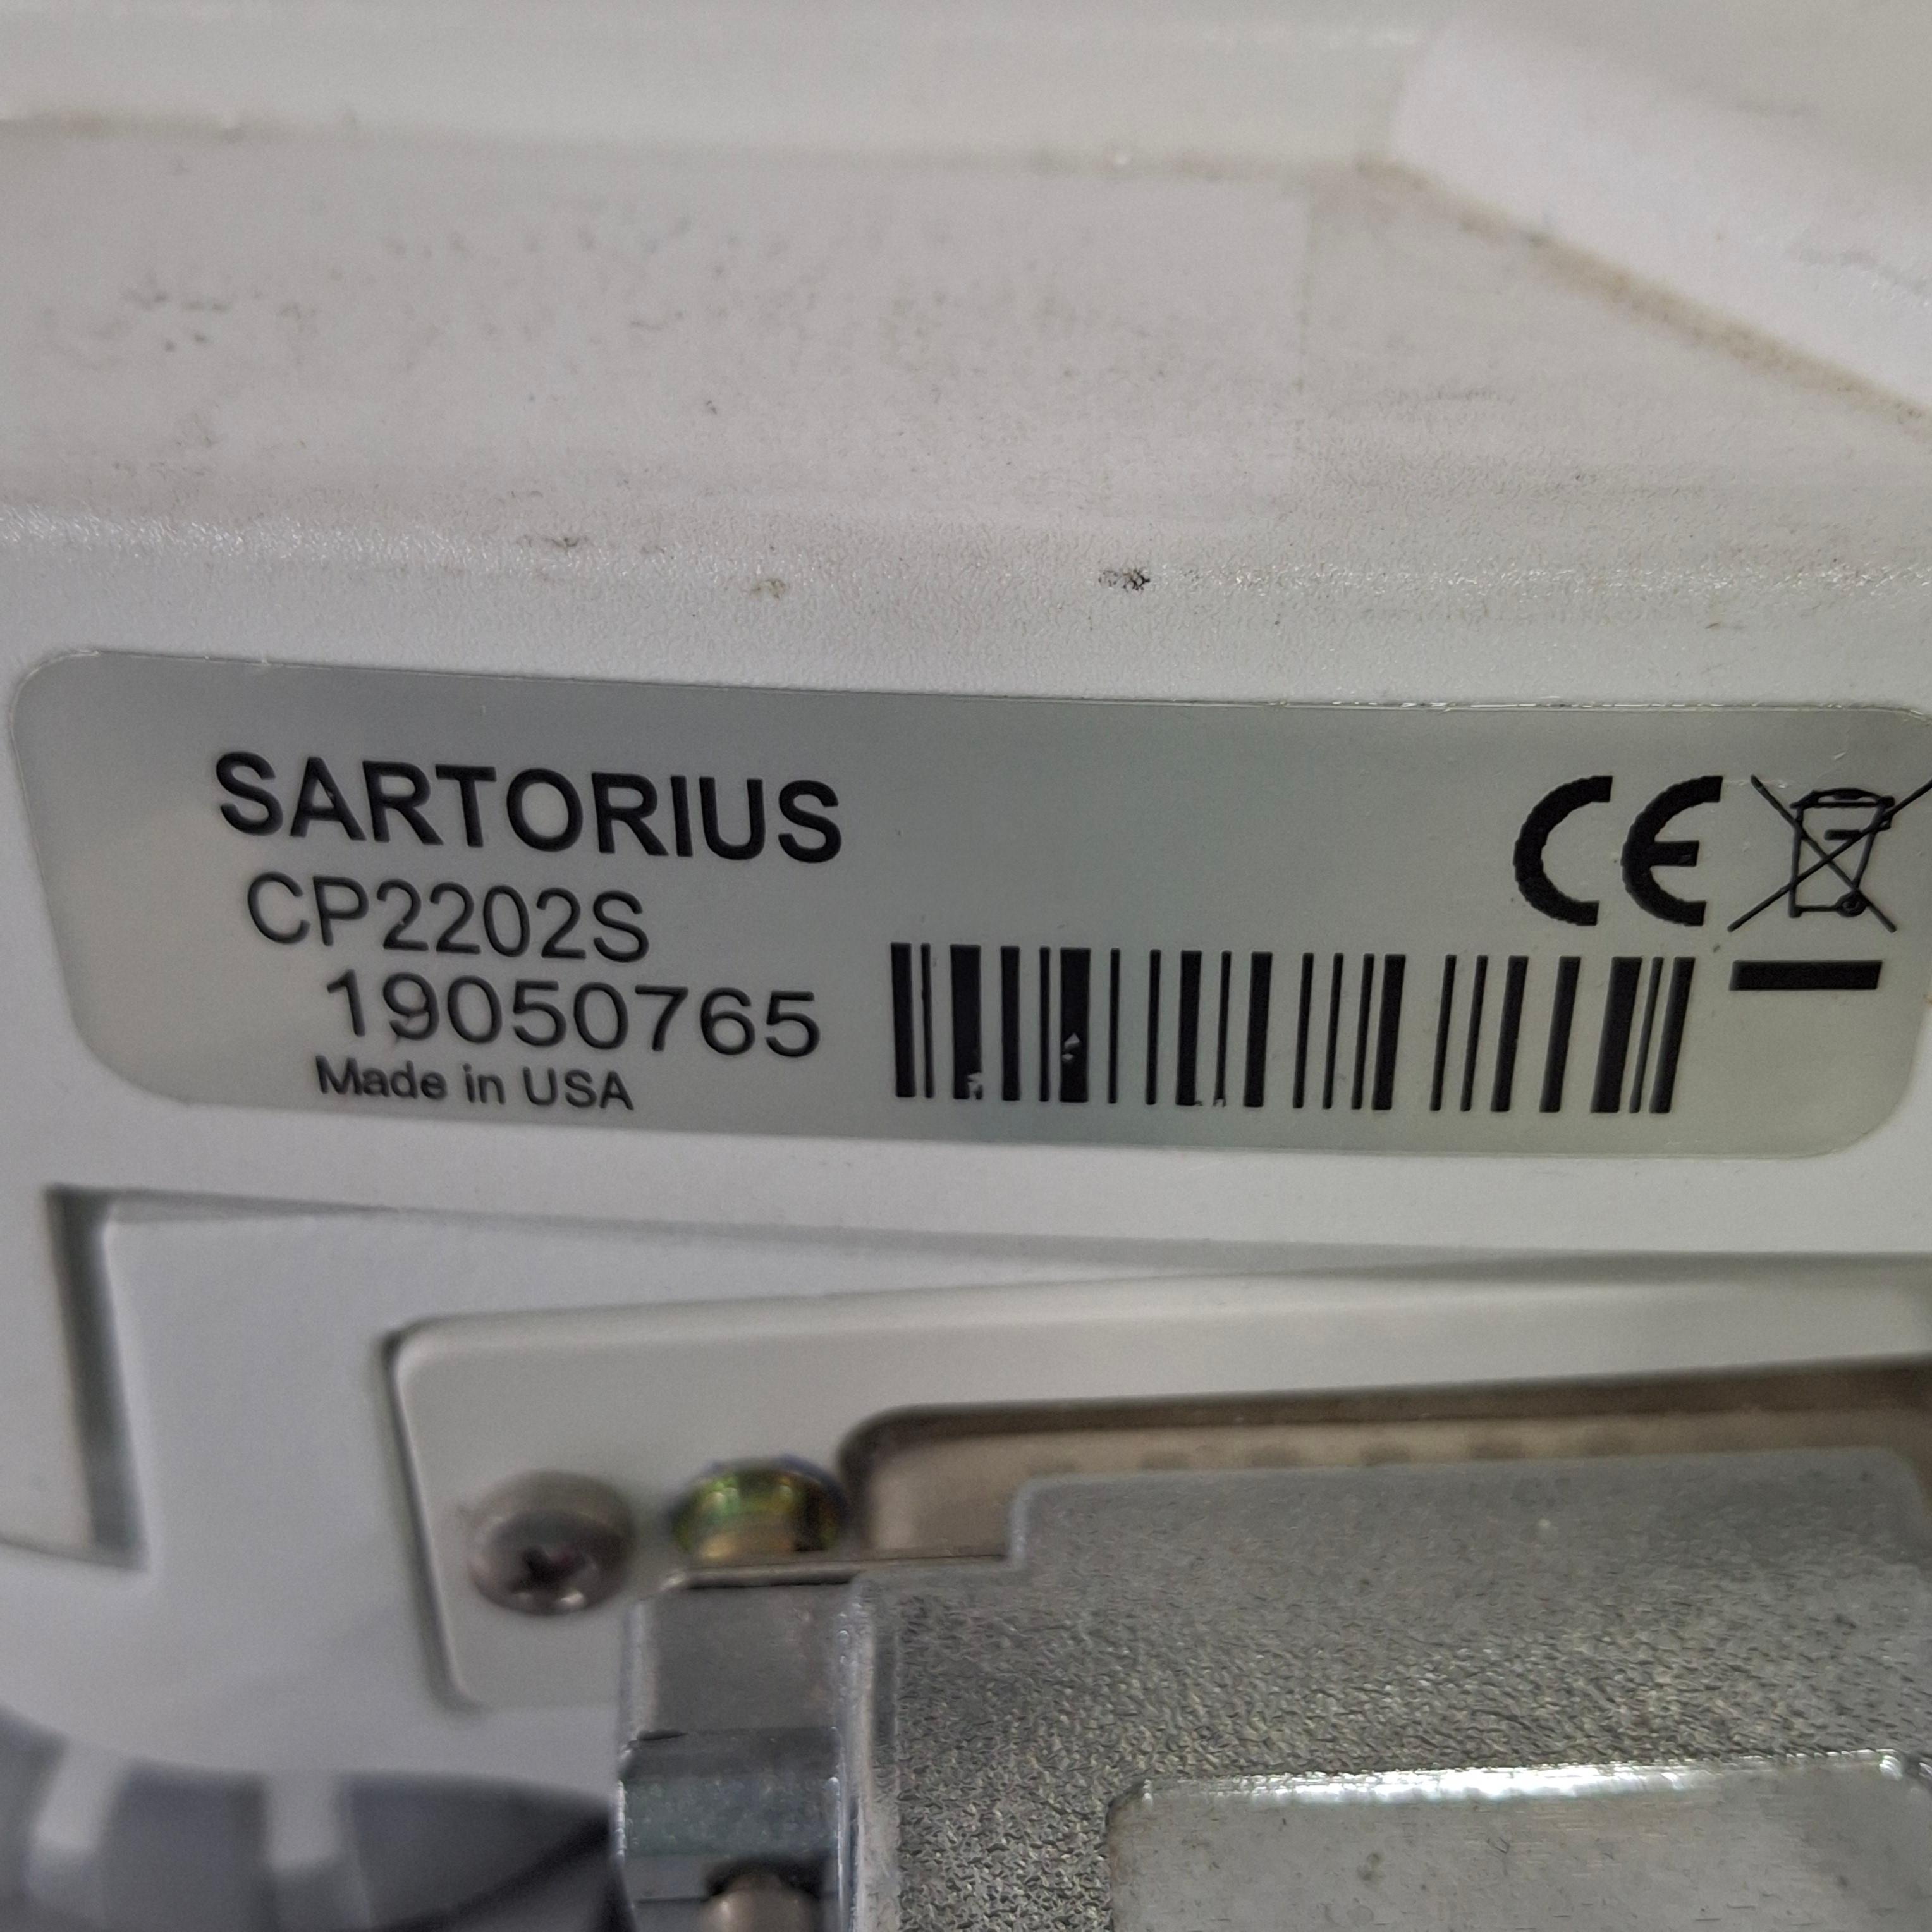 SARTORIUS
CP2202S
19050765
Made in USA
CE